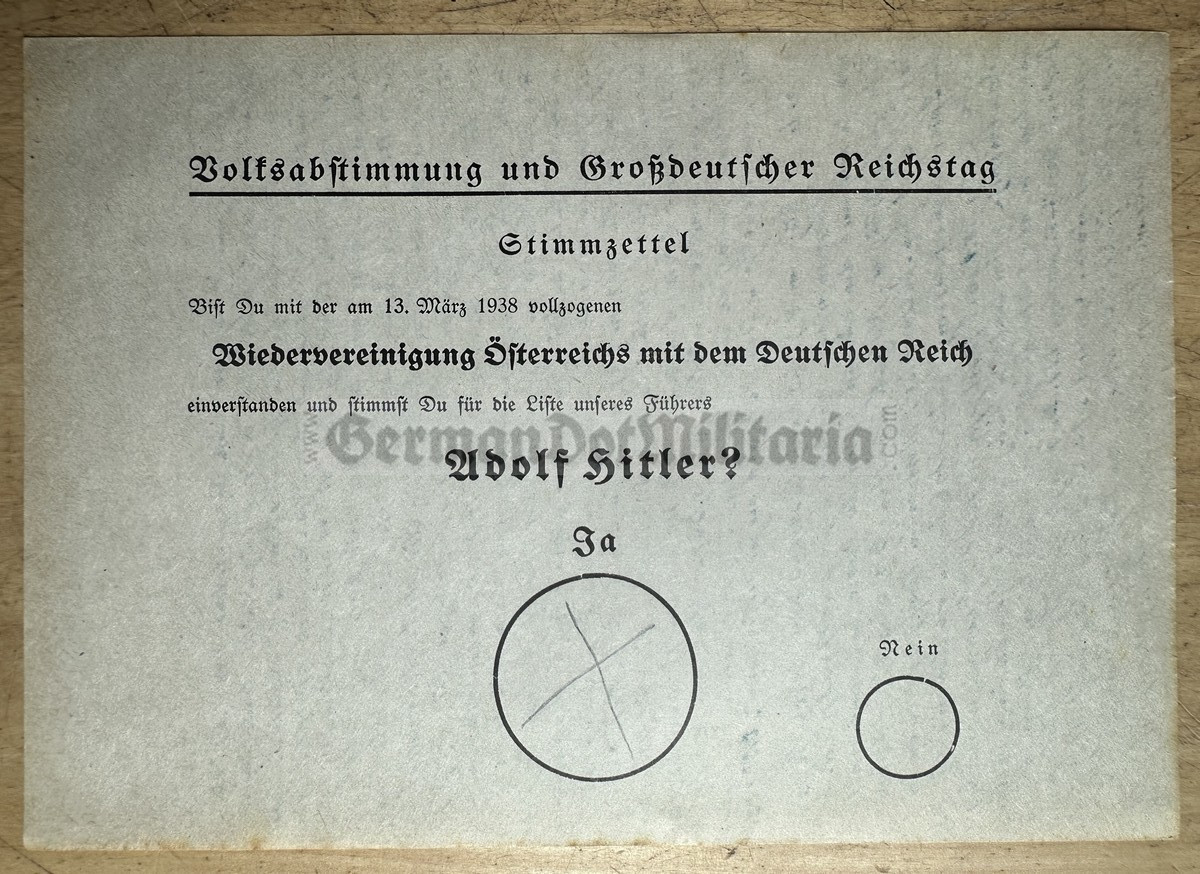 Volksabstimmung und Großdeutscher Reichstag
Stimmzettel
Bist Du mit der am 13. März 1938 vollzogenen
Wiedervereinigung Österreichs mit dem Deutschen Reich
einverstanden und stimmst Du für die Liste unseres Führers
www. GermanDotMilitaria .com
Adolf Hitler?
Ja
Nein